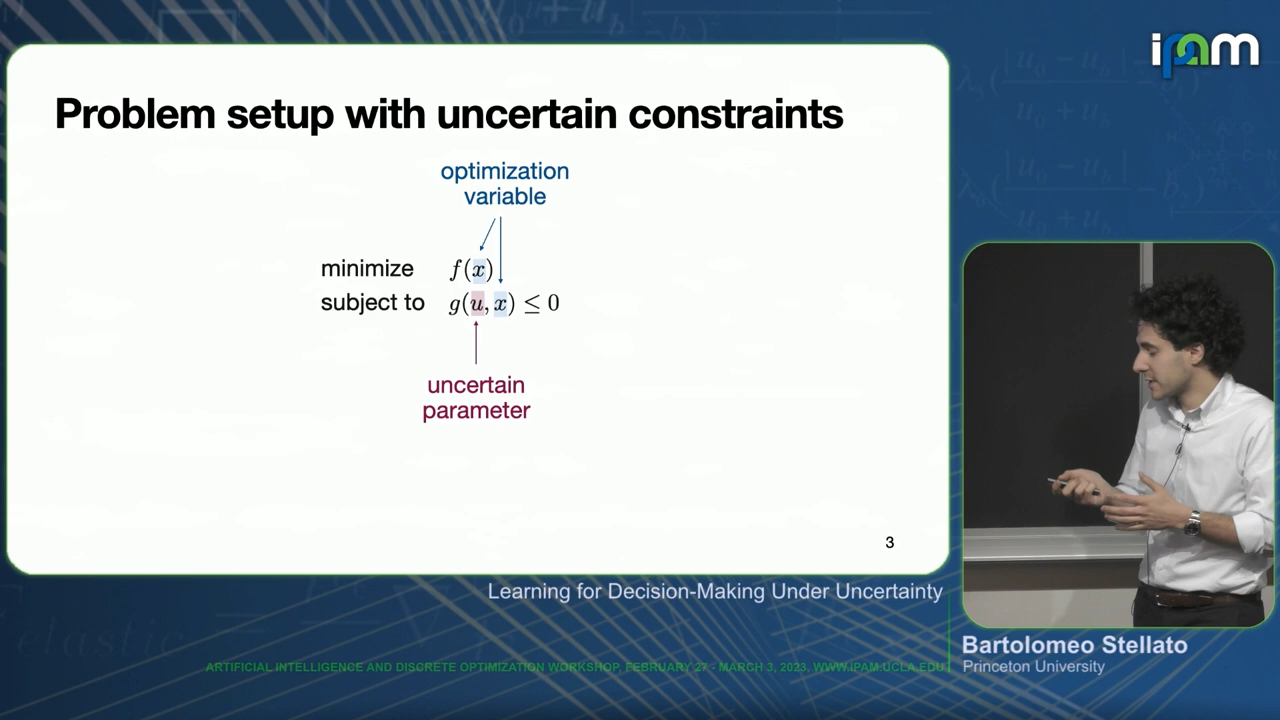 ipam
Problem setup with uncertain constraints
optimization
variable
minimize f(x)
subject to g(u, x) ≤ 0
uncertain
parameter
3
Learning for Decision-Making Under Uncertainty
Bartolomeo Stellato
Princeton University
ARTIFICIAL INTELLIGENCE AND DISCRETE OPTIMIZATION WORKSHOP, FEBRUARY 27 - MARCH 3, 2023, WWW.IPAM.UCLA.EDU
elastic